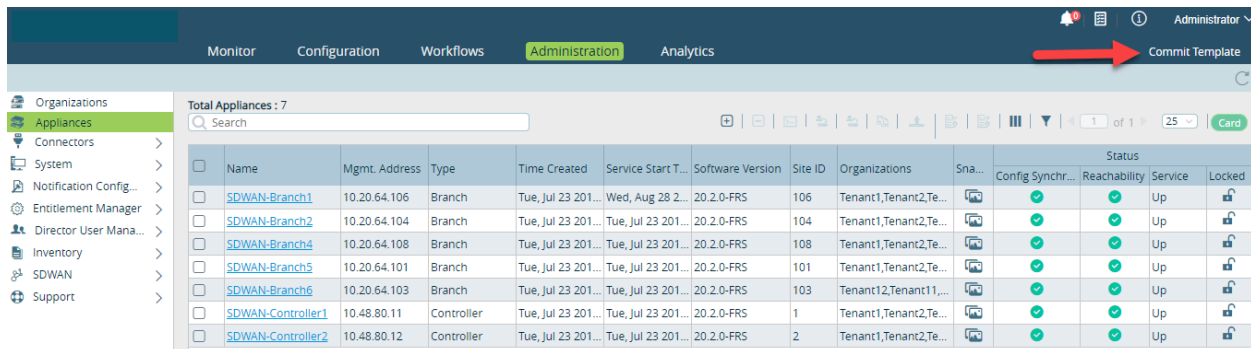 0
Administrator
Monitor Configuration Workflows Administration Analytics Commit Template
Organizations
Appliances
Connectors
System
Notification Config...
Entitlement Manager
Director User Mana...
Inventory
SDWAN
Support
Total Appliances : 7
Search
1 of 1 25 Card
Status
Name Mgmt. Address Type Time Created Service Start T... Software Version Site ID Organizations Sna... Config Synchr... Reachability Service Locked
SDWAN-Branch1 10.20.64.106 Branch Tue, Jul 23 201... Wed, Aug 28 2... 20.2.0-FRS 106 Tenant1,Tenant2,Te... Up
SDWAN-Branch2 10.20.64.104 Branch Tue, Jul 23 201... Tue, Jul 23 201... 20.2.0-FRS 104 Tenant1,Tenant2,Te... Up
SDWAN-Branch4 10.20.64.108 Branch Tue, Jul 23 201... Tue, Jul 23 201... 20.2.0-FRS 108 Tenant1,Tenant2,Te... Up
SDWAN-Branch5 10.20.64.101 Branch Tue, Jul 23 201... Tue, Jul 23 201... 20.2.0-FRS 101 Tenant1,Tenant2,Te... Up
SDWAN-Branch6 10.20.64.103 Branch Tue, Jul 23 201... Tue, Jul 23 201... 20.2.0-FRS 103 Tenant12,Tenant11,... Up
SDWAN-Controller1 10.48.80.11 Controller Tue, Jul 23 201... Tue, Jul 23 201... 20.2.0-FRS 1 Tenant1,Tenant2,Te... Up
SDWAN-Controller2 10.48.80.12 Controller Tue, Jul 23 201... Tue, Jul 23 201... 20.2.0-FRS 2 Tenant1,Tenant2,Te... Up